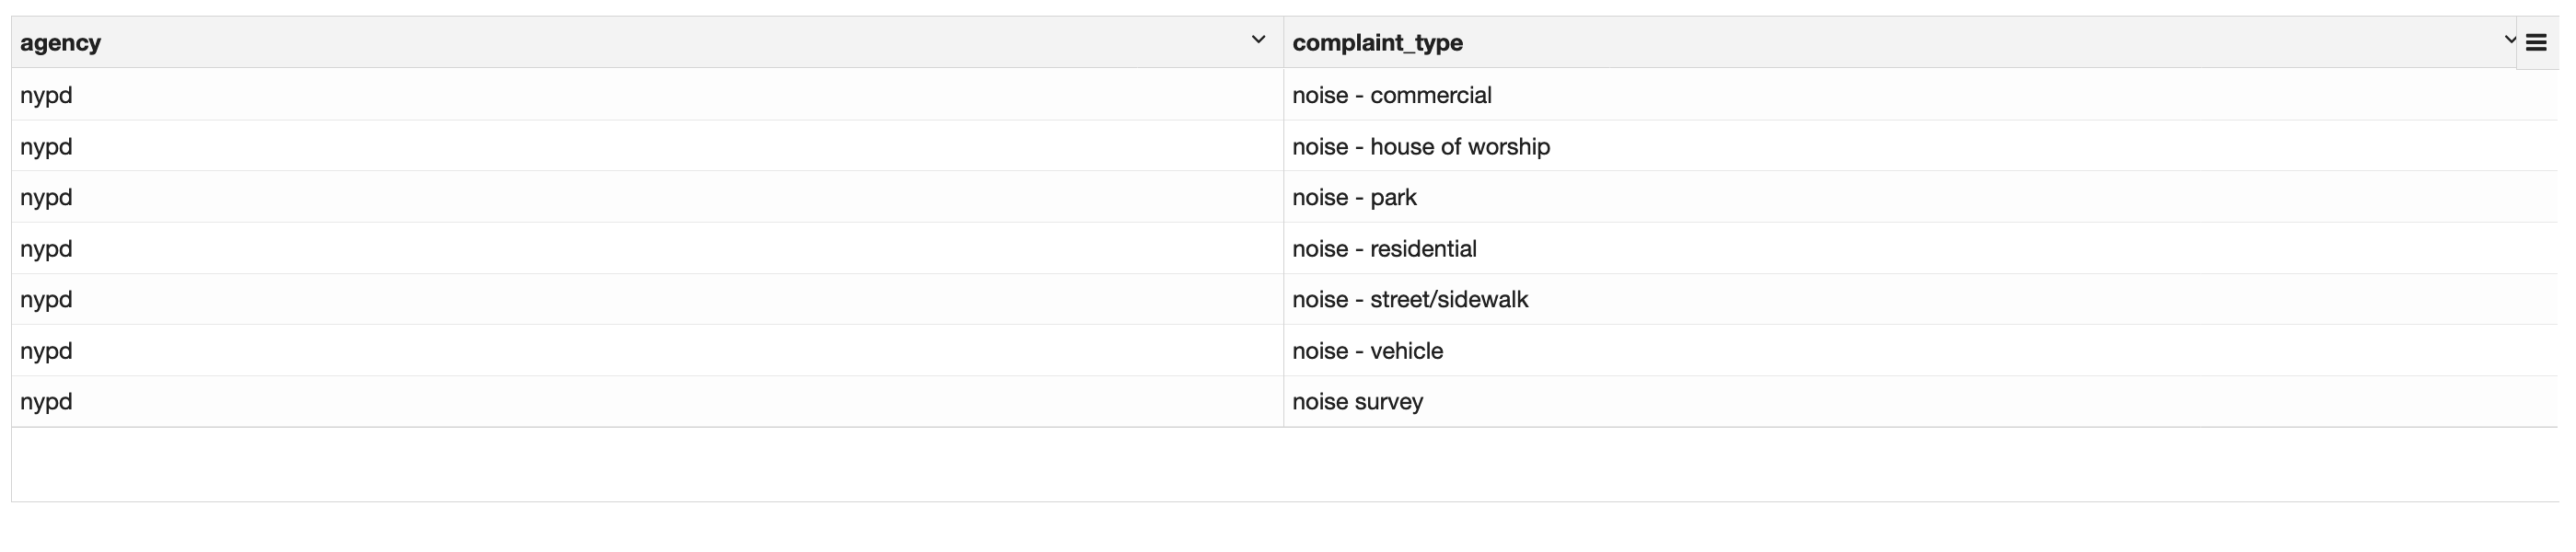 agency complaint_type
nypd noise - commercial
nypd noise - house of worship
nypd noise - park
nypd noise - residential
nypd noise - street/sidewalk
nypd noise - vehicle
nypd noise survey